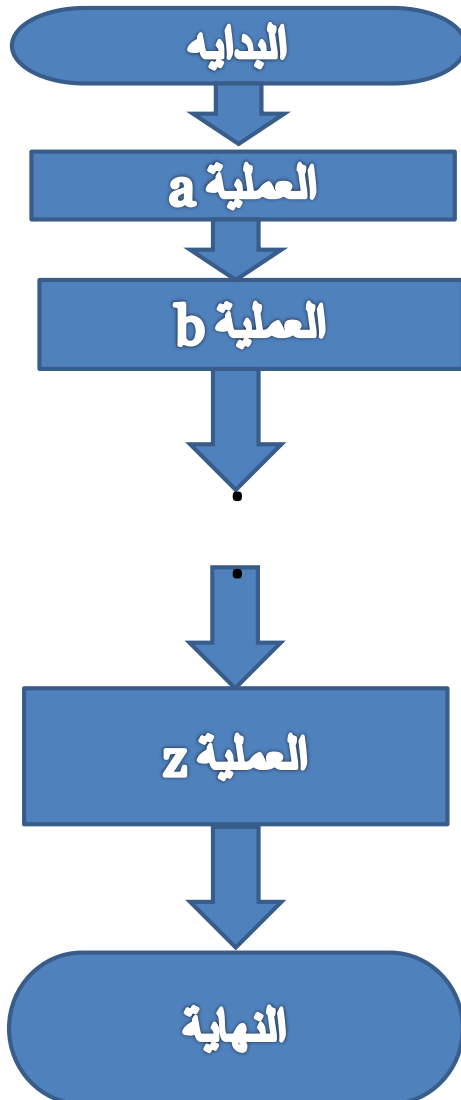 البدايه
العملية a
العملية b
.
.
العملية z
النهاية